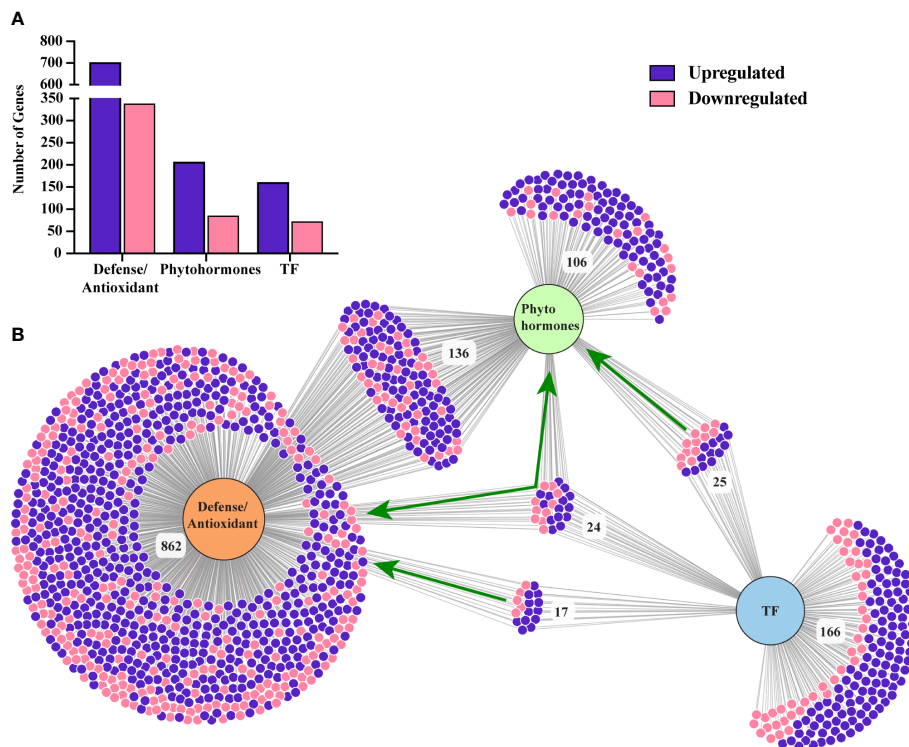 A
800
700
600
350
300
250
200
150
100
50
0
Number of Genes
Defense/
Antioxidant
Phytohormones
TF
Upregulated
Downregulated
B
106
Phyto
hormones
136
25
Defense/
Antioxidant
862
24
17
TF
166